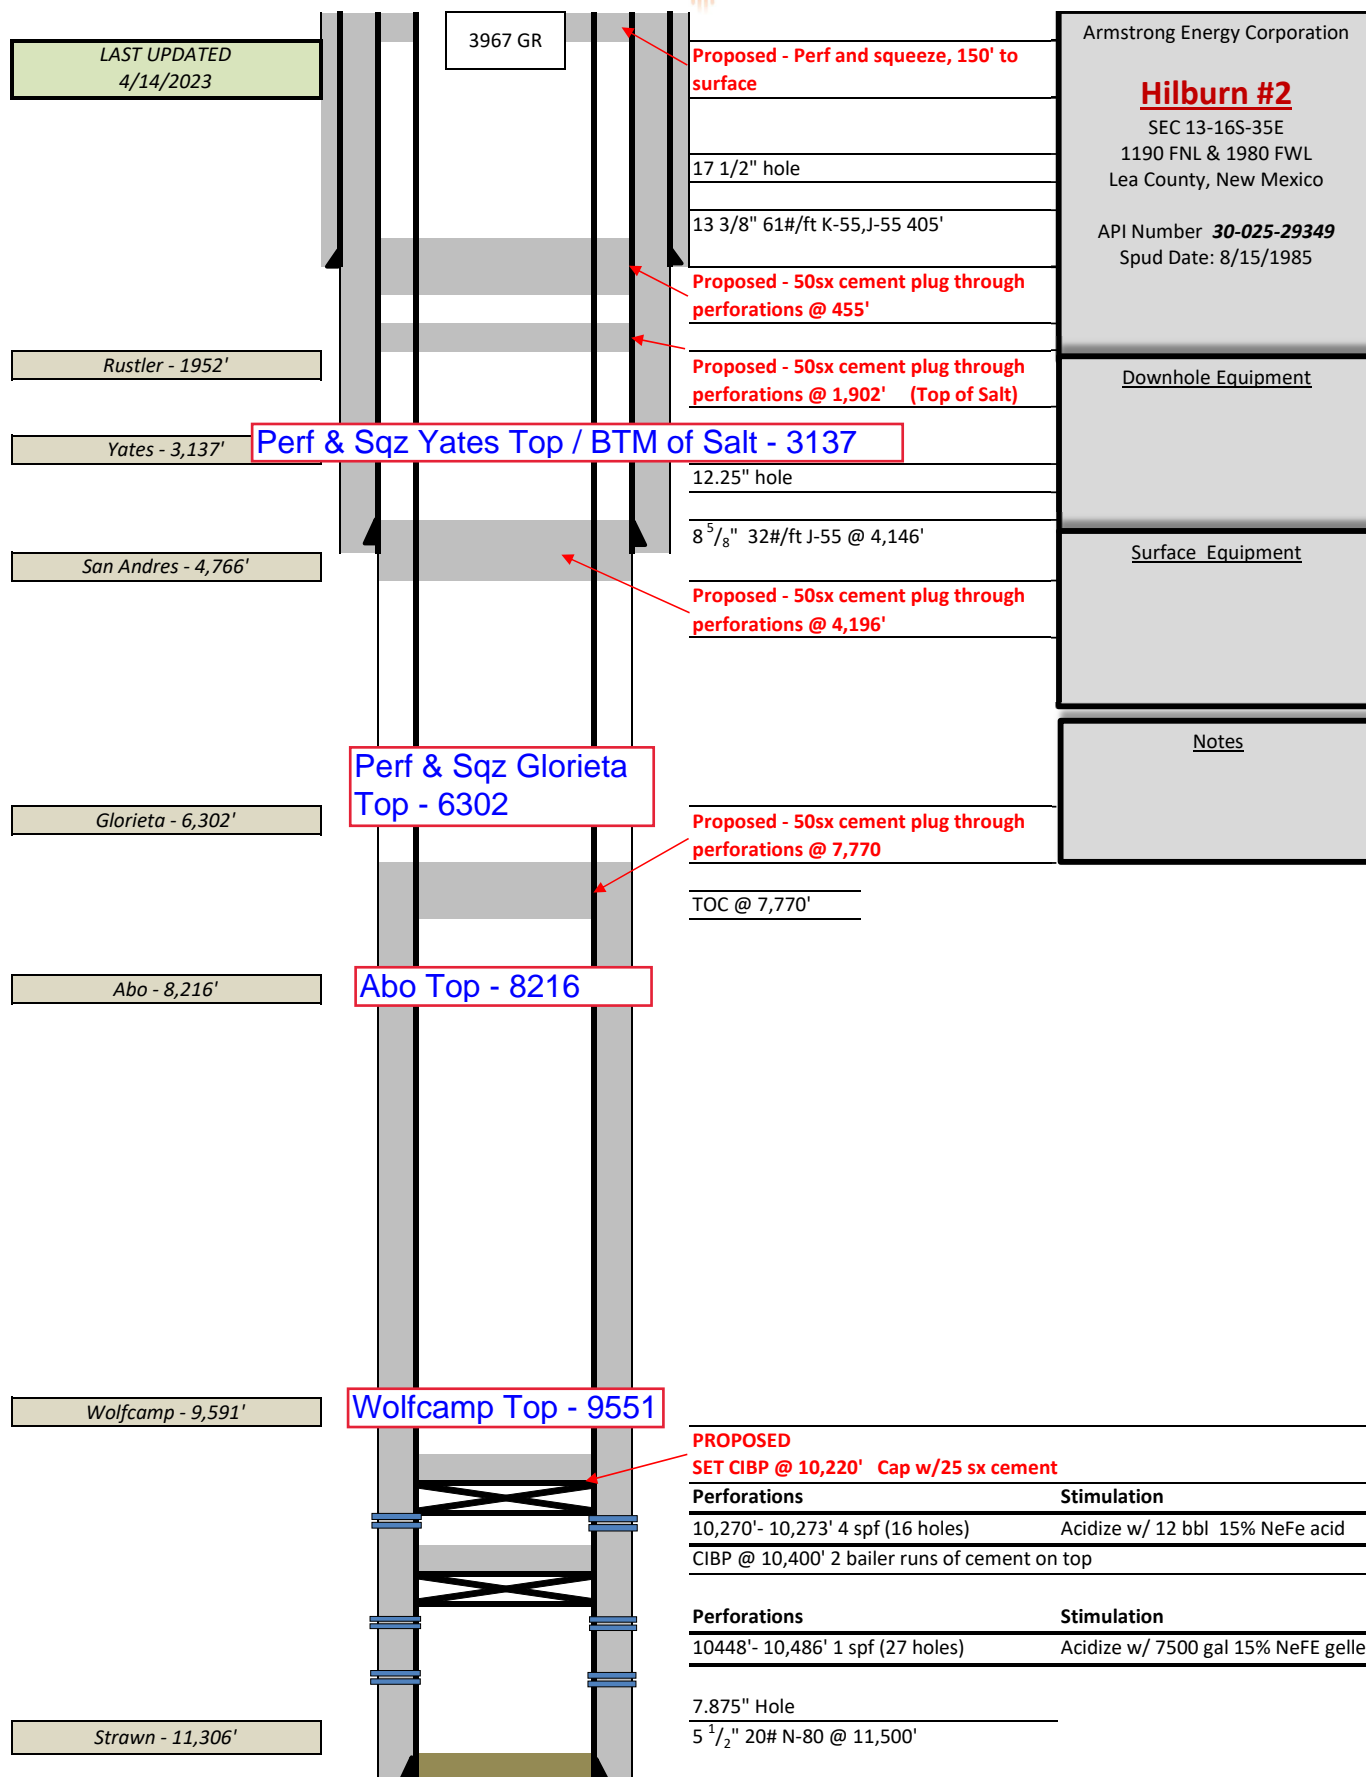 3967 GR
LAST UPDATED
4/14/2023
Proposed - Perf and squeeze, 150' to
surface
17 1/2" hole
13 3/8" 61#/ft K-55,J-55 405'
Proposed - 50sx cement plug through
perforations @ 455'
Rustler - 1952'
Proposed - 50sx cement plug through
perforations @ 1,902' (Top of Salt)
Yates - 3,137'
Perf & Sqz Yates Top / BTM of Salt - 3137
12.25" hole
8 5/8" 32#/ft J-55 @ 4,146'
San Andres - 4,766'
Proposed - 50sx cement plug through
perforations @ 4,196'
Perf & Sqz Glorieta
Top - 6302
Glorieta - 6,302'
Proposed - 50sx cement plug through
perforations @ 7,770
TOC @ 7,770'
Abo - 8,216'
Abo Top - 8216
Wolfcamp - 9,591'
Wolfcamp Top - 9551
PROPOSED
SET CIBP @ 10,220' Cap w/25 sx cement
Perforations Stimulation
10,270'- 10,273' 4 spf (16 holes) Acidize w/ 12 bbl 15% NeFe acid
CIBP @ 10,400' 2 bailer runs of cement on top
Perforations Stimulation
10448'- 10,486' 1 spf (27 holes) Acidize w/ 7500 gal 15% NeFE gelle
7.875" Hole
Strawn - 11,306'
5 1/2" 20# N-80 @ 11,500'
Armstrong Energy Corporation
Hilburn #2
SEC 13-16S-35E
1190 FNL & 1980 FWL
Lea County, New Mexico
API Number 30-025-29349
Spud Date: 8/15/1985
Downhole Equipment
Surface Equipment
Notes